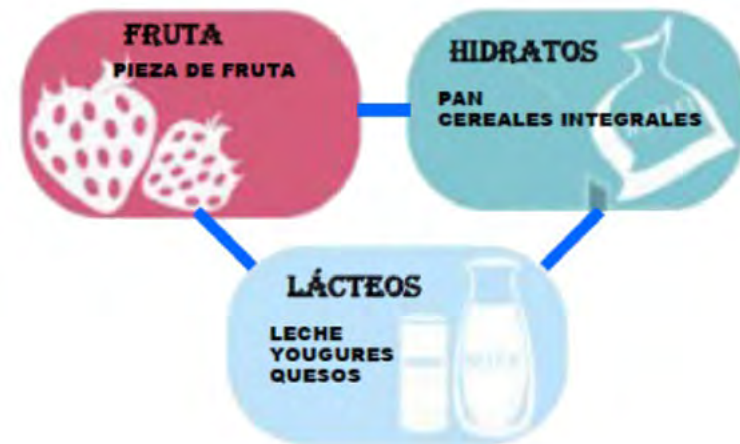 FRUTA
PIEZA DE FRUTA
HIDRATOS
PAN
CEREALES INTEGRALES
LÁCTEOS
LECHE
YOUGURES
QUESOS